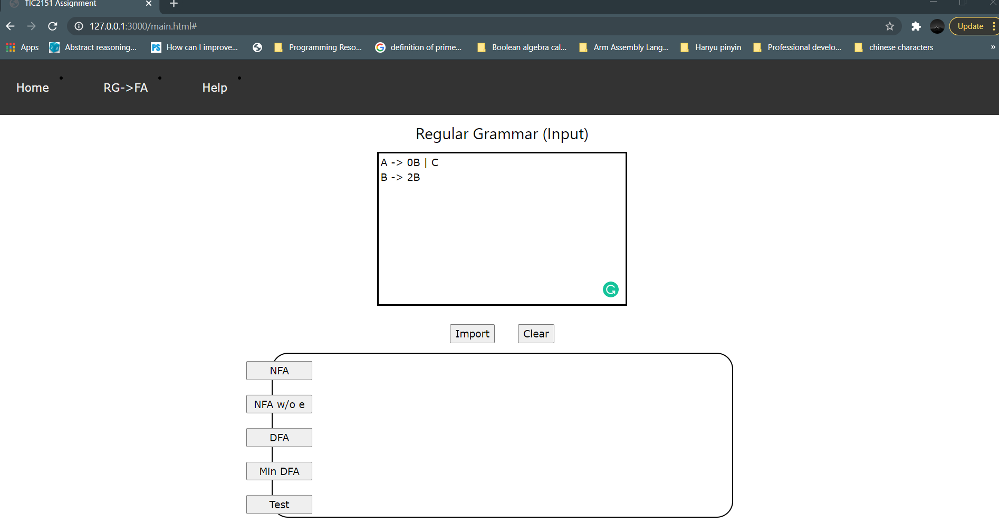 TIC2151 Assignment
127.0.0.1:3000/main.html#
Update
Apps Abstract reasoning... How can I improve... Programming Reso... definition of prime... Boolean algebra cal... Arm Assembly Lang... Hanyu pinyin Professional develo... chinese characters »
Home RG->FA Help
Regular Grammar (Input)
A -> 0B | C
B -> 2B
Import Clear
NFA
NFA w/o e
DFA
Min DFA
Test